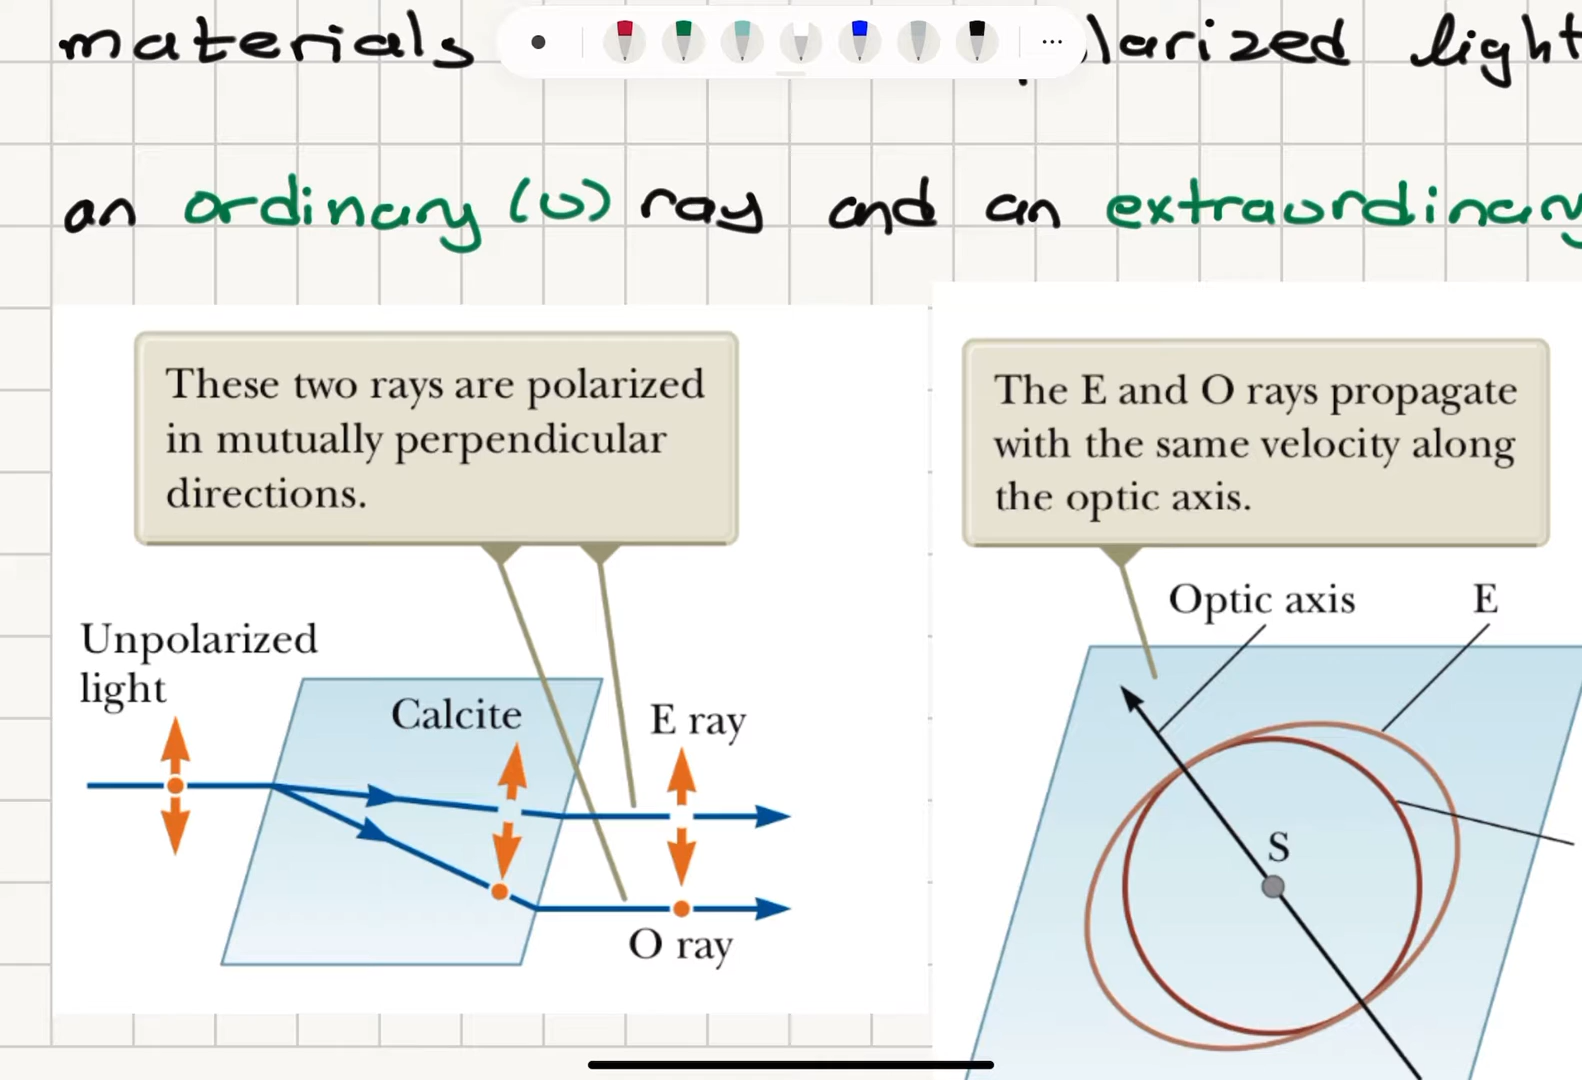 materials larized light
an ordinary (o) ray and an extraordinary
These two rays are polarized
in mutually perpendicular
directions.
Unpolarized
light
Calcite
E ray
O ray
The E and O rays propagate
with the same velocity along
the optic axis.
Optic axis
E
S